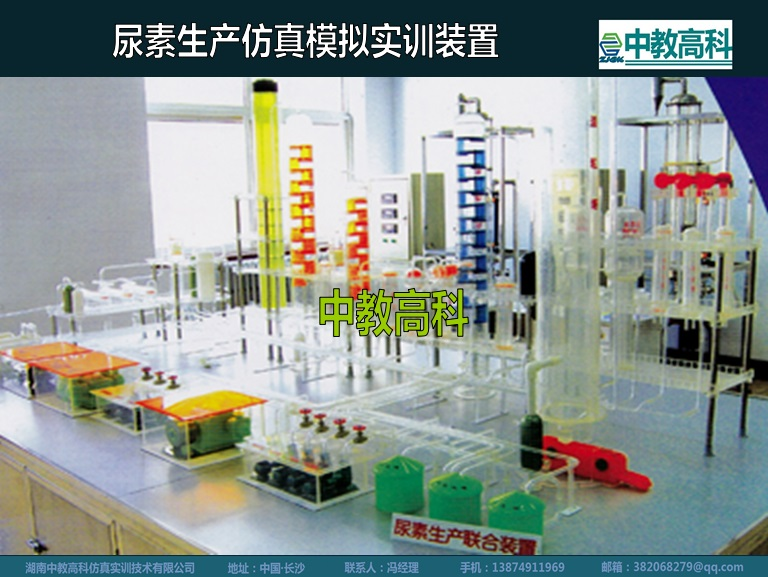 尿素生产仿真模拟实训装置
中教高科
ZJGK
中教高科
尿素生产联合装置
湖南中教高科仿真实训技术有限公司 地址：中国·长沙 联系人：冯经理 手机：13874911969 邮箱：382068279@qq.com